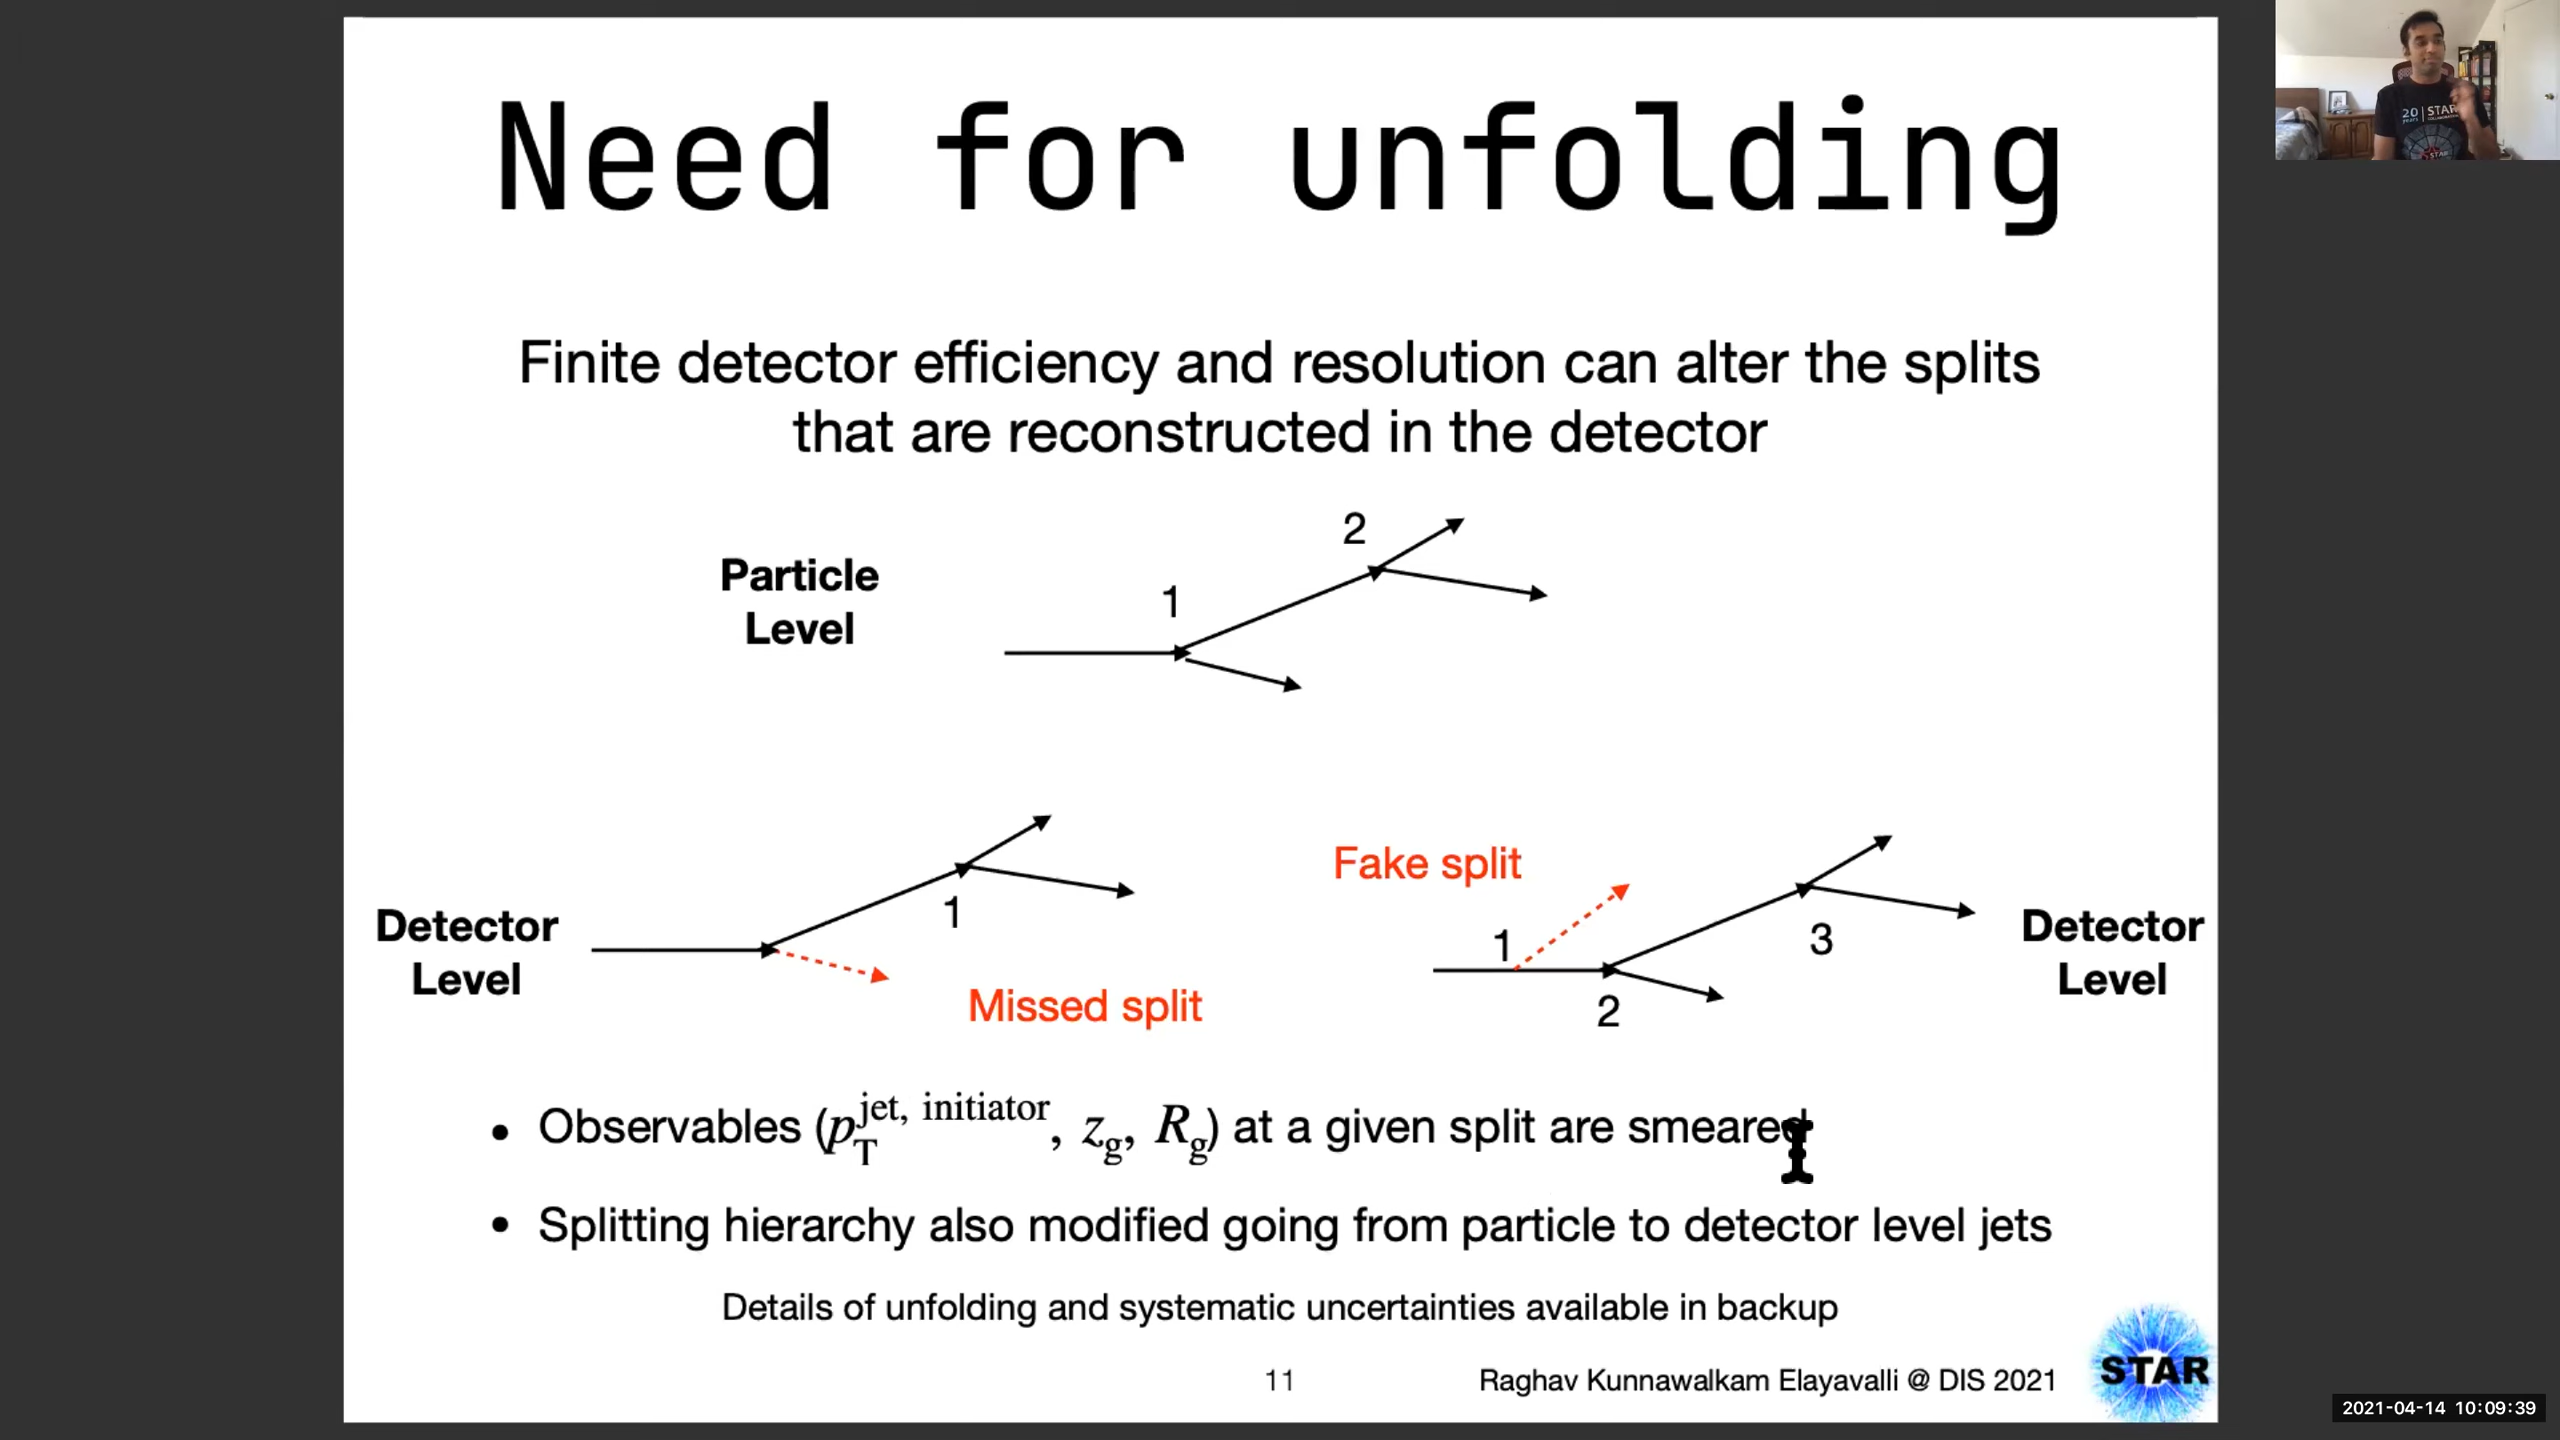 Need for unfolding
Finite detector efficiency and resolution can alter the splits
that are reconstructed in the detector
Particle
Level
1
2
Detector
Level
1
Missed split
Fake split
1
2
3
Detector
Level
• Observables (p_T^{jet, initiator}, z_g, R_g) at a given split are smeared
• Splitting hierarchy also modified going from particle to detector level jets
Details of unfolding and systematic uncertainties available in backup
11
Raghav Kunnawalkam Elayavalli @ DIS 2021
STAR
20 | STAR
years
STAR
2021-04-14 10:09:39